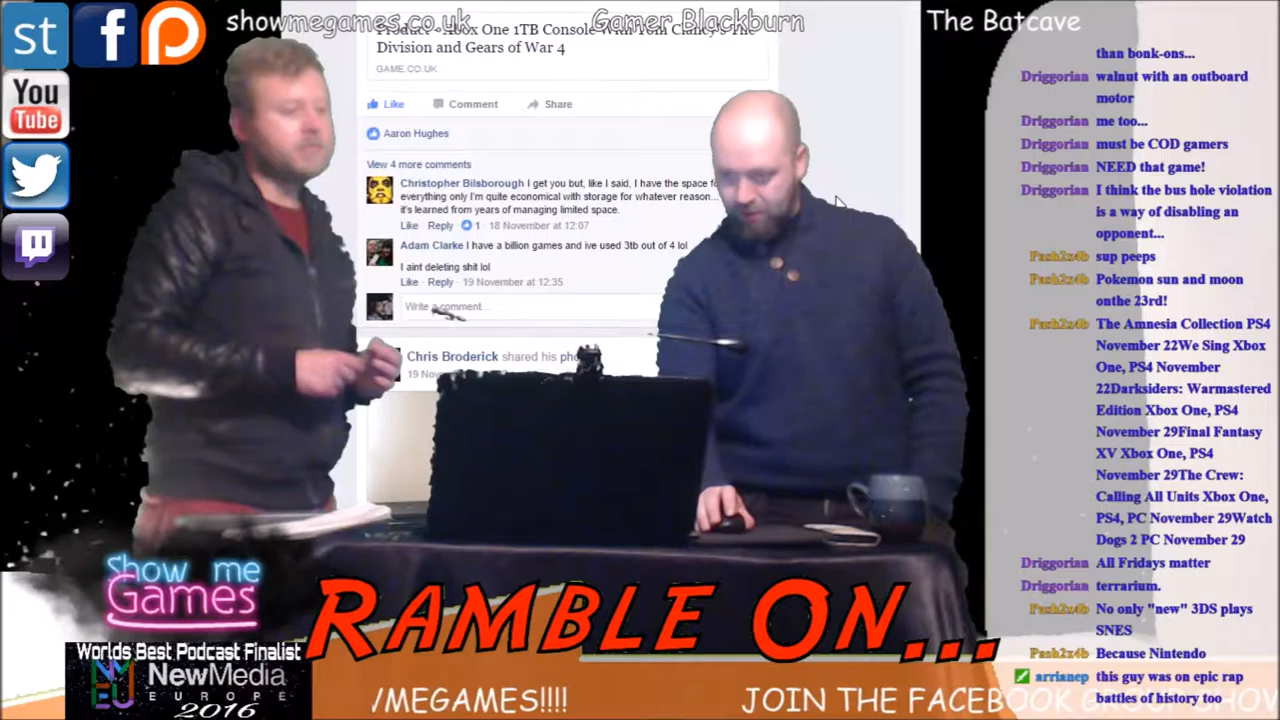 showmegames.co.uk
Gamer Blackburn
The Batcave
st
f
You
Tube
Product - Xbox One 1TB Console With Tom Clancy's The
Division and Gears of War 4
GAME.CO.UK
Like Comment Share
Aaron Hughes
View 4 more comments
Christopher Bilsborough I get you but, like I said, I have the space
everything only I'm quite economical with storage for whatever reason...
it's learned from years of managing limited space.
Like Reply 1 18 November at 12:07
Adam Clarke I have a billion games and ive used 3tb out of 4 lol
I aint deleting shit lol
Like Reply 19 November at 12:35
Write a comment...
Chris Broderick shared his
than bonk-ons...
Driggorian walnut with an outboard
motor
Driggorian me too...
Driggorian must be COD gamers
Driggorian NEED that game!
Driggorian I think the bus hole violation
is a way of disabling an
opponent...
Pash2x4b sup peeps
Pash2x4b Pokemon sun and moon
onthe 23rd!
Pash2x4b The Amnesia Collection PS4
November 22We Sing Xbox
One, PS4 November
22Darksiders: Warmastered
Edition Xbox One, PS4
November 29Final Fantasy
XV Xbox One, PS4
November 29The Crew:
Calling All Units Xbox One,
PS4, PC November 29Watch
Dogs 2 PC November 29
Driggorian All Fridays matter
Driggorian terrarium.
Pash2x4b No only "new" 3DS plays
SNES
Pash2x4b Because Nintendo
arrianep this guy was on epic rap
battles of history too
show me
Games
RAMBLE ON...
Worlds Best Podcast Finalist
NM
EU
NewMedia
EUROPE
2016
/MEGAMES!!!!
JOIN THE FACEBOOK GROUP SHOW